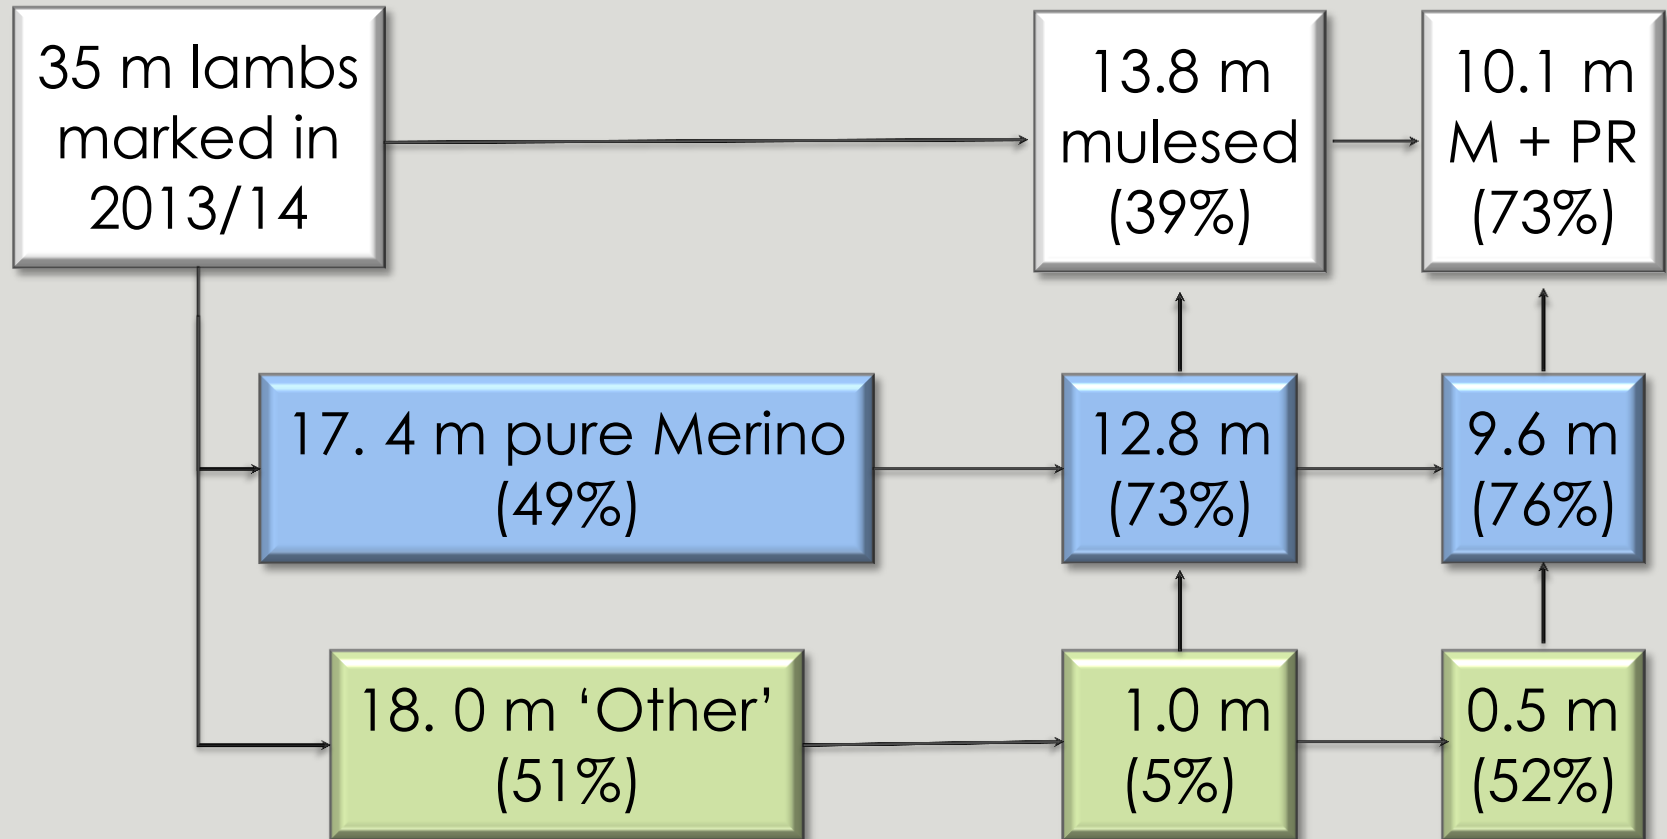 35 m lambs
marked in
2013/14
13.8 m
mulesed
(39%)
10.1 m
M + PR
(73%)
17. 4 m pure Merino
(49%)
12.8 m
(73%)
9.6 m
(76%)
18. 0 m ‘Other’
(51%)
1.0 m
(5%)
0.5 m
(52%)